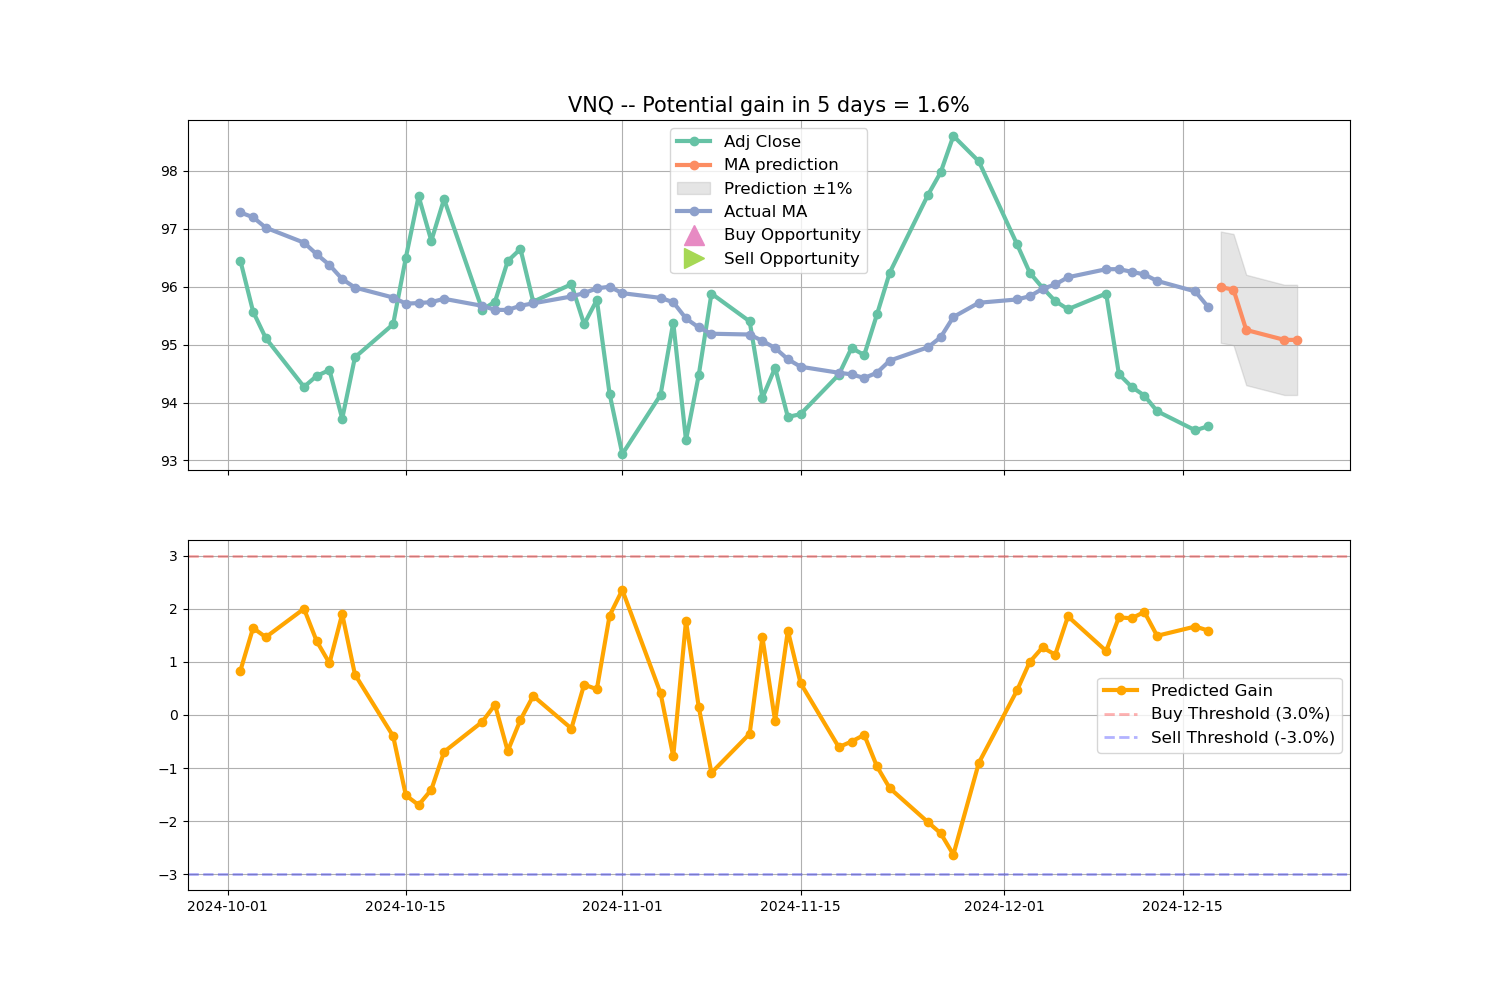 VNQ -- Potential gain in 5 days = 1.6%
Adj Close
MA prediction
Prediction ±1%
Actual MA
Buy Opportunity
Sell Opportunity
98
97
96
95
94
93
3
2
1
0
−1
−2
−3
Predicted Gain
Buy Threshold (3.0%)
Sell Threshold (-3.0%)
2024-10-01 2024-10-15 2024-11-01 2024-11-15 2024-12-01 2024-12-15